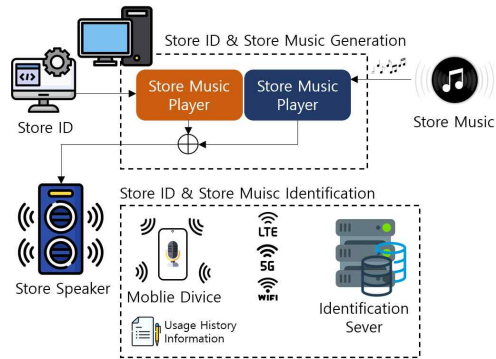 Store ID & Store Music Generation
Store Music
Player
Store Music
Player
Store ID
Store Music
Store ID & Store Muisc Identification
Store Speaker
LTE
5G
WIFI
Moblie Divice
Identification
Sever
Usage History
Information